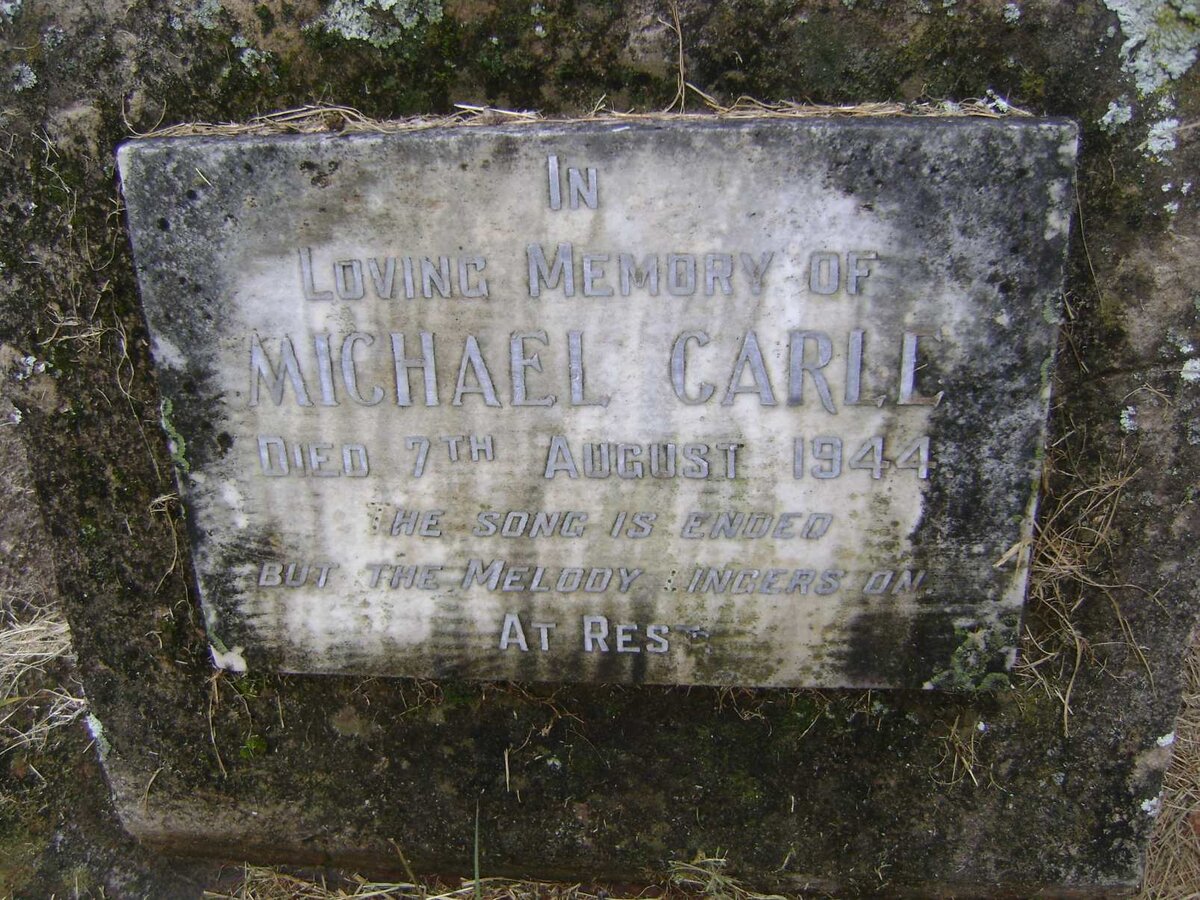 IN
LOVING MEMORY OF
MICHAEL CARLE
DIED 7TH AUGUST 1944
THE SONG IS ENDED
BUT THE MELODY LINGERS ON.
AT REST